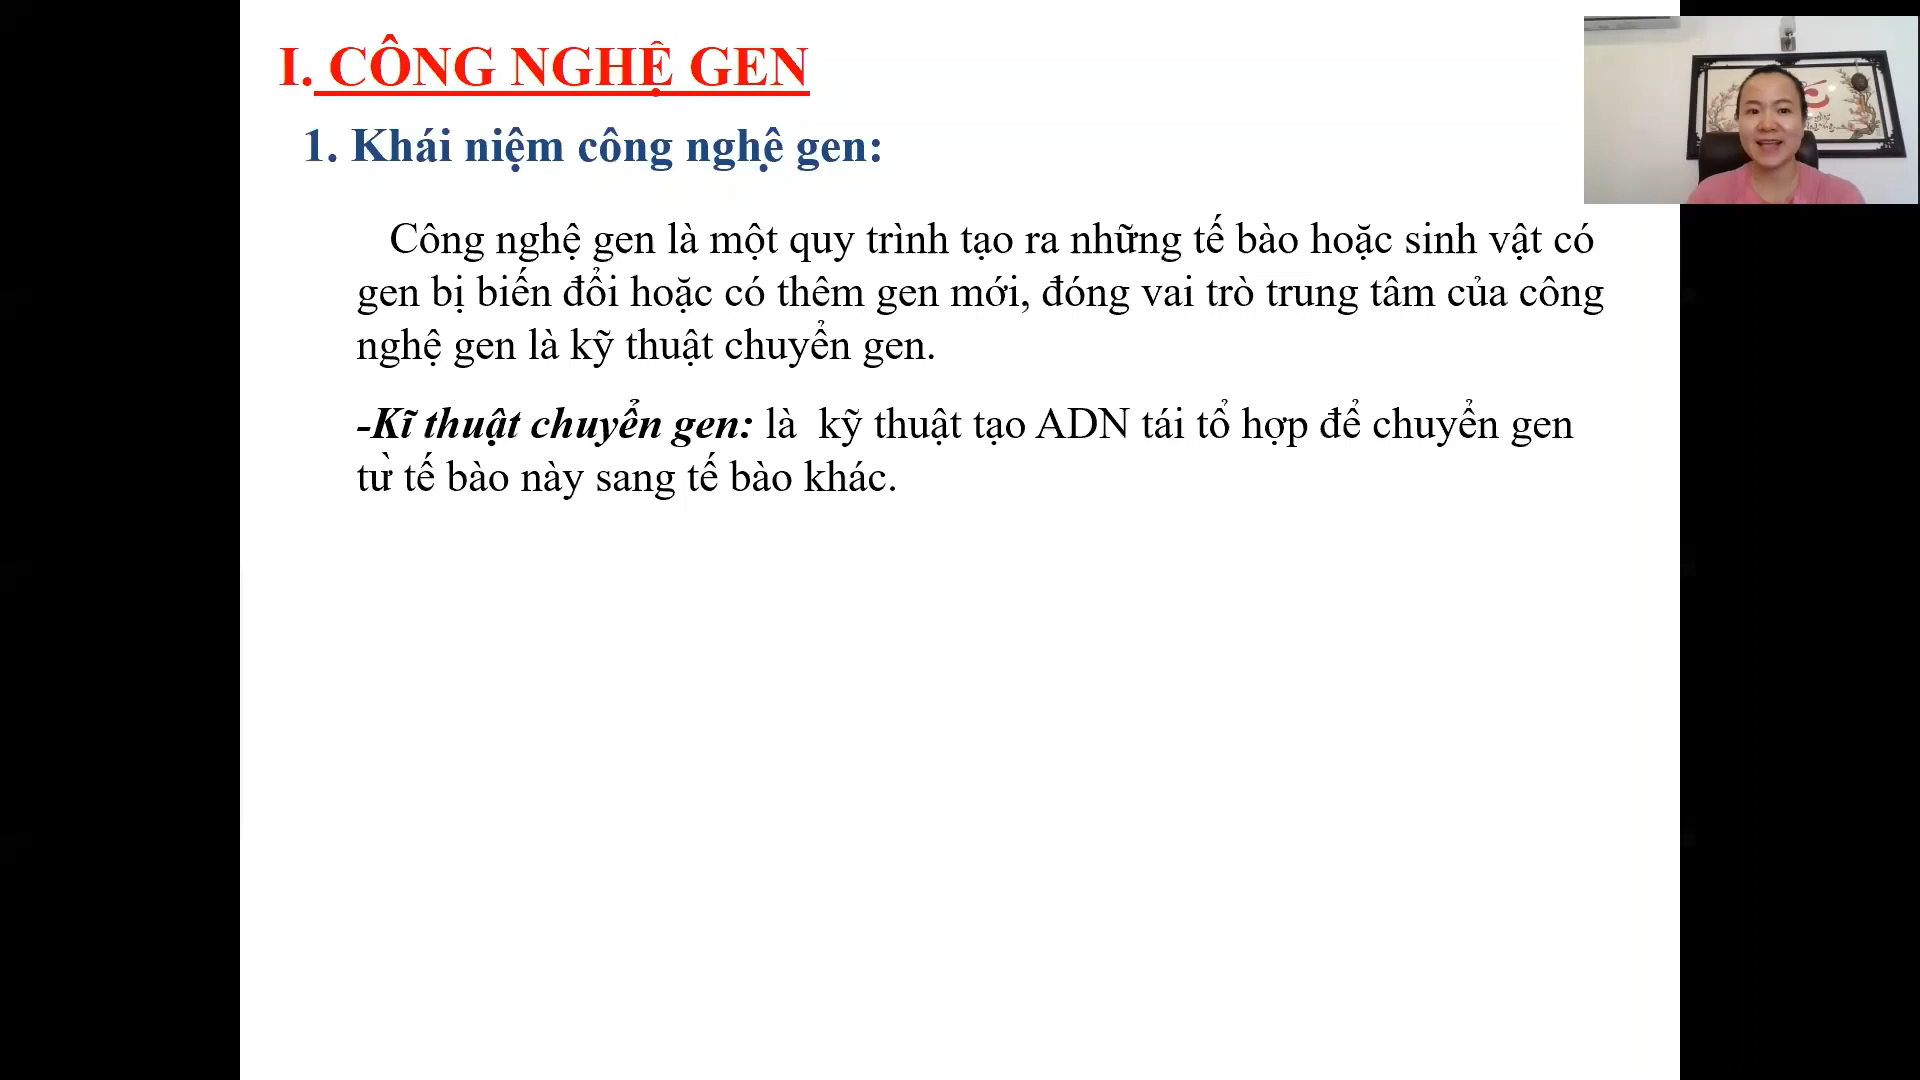 I. CÔNG NGHỆ GEN
1. Khái niệm công nghệ gen:
Công nghệ gen là một quy trình tạo ra những tế bào hoặc sinh vật có
gen bị biến đổi hoặc có thêm gen mới, đóng vai trò trung tâm của công
nghệ gen là kỹ thuật chuyển gen.
-Kĩ thuật chuyển gen: là kỹ thuật tạo ADN tái tổ hợp để chuyển gen
từ tế bào này sang tế bào khác.